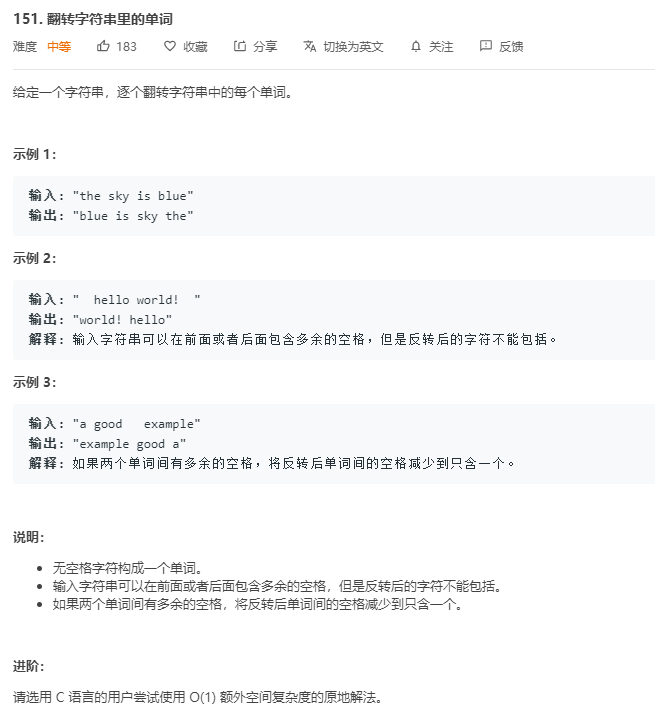 151. 翻转字符串里的单词
难度 中等 183 收藏 分享 切换为英文 关注 反馈
给定一个字符串，逐个翻转字符串中的每个单词。
示例 1：
输入："the sky is blue"
输出："blue is sky the"
示例 2：
输入："  hello world!  "
输出："world! hello"
解释：输入字符串可以在前面或者后面包含多余的空格，但是反转后的字符不能包括。
示例 3：
输入："a good   example"
输出："example good a"
解释：如果两个单词间有多余的空格，将反转后单词间的空格减少到只含一个。
说明：
• 无空格字符构成一个单词。
• 输入字符串可以在前面或者后面包含多余的空格，但是反转后的字符不能包括。
• 如果两个单词间有多余的空格，将反转后单词间的空格减少到只含一个。
进阶：
请选用 C 语言的用户尝试使用 O(1) 额外空间复杂度的原地解法。